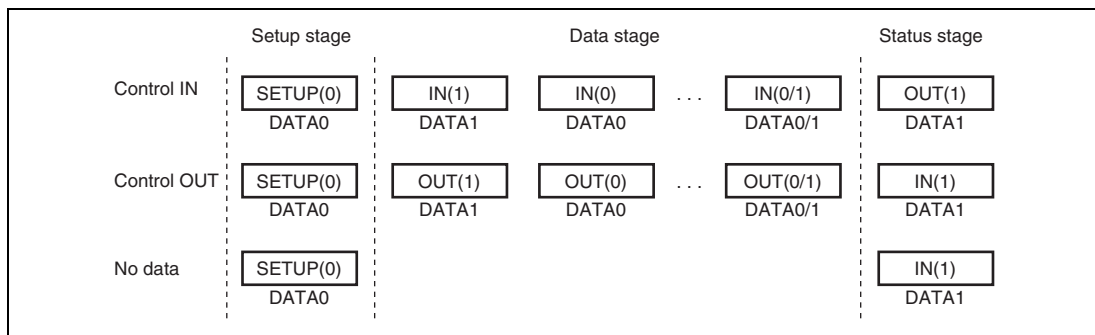 Setup stage Data stage Status stage
Control IN SETUP(0) IN(1) IN(0) . . . IN(0/1) OUT(1)
DATA0 DATA1 DATA0 DATA0/1 DATA1
Control OUT SETUP(0) OUT(1) OUT(0) . . . OUT(0/1) IN(1)
DATA0 DATA1 DATA0 DATA0/1 DATA1
No data SETUP(0) IN(1)
DATA0 DATA1